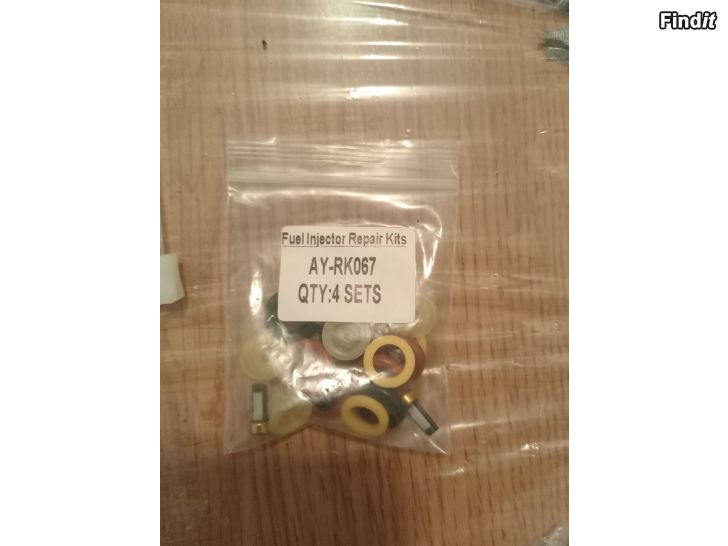 Findit
Fuel Injector Repair Kits
AY-RK067
QTY:4 SETS